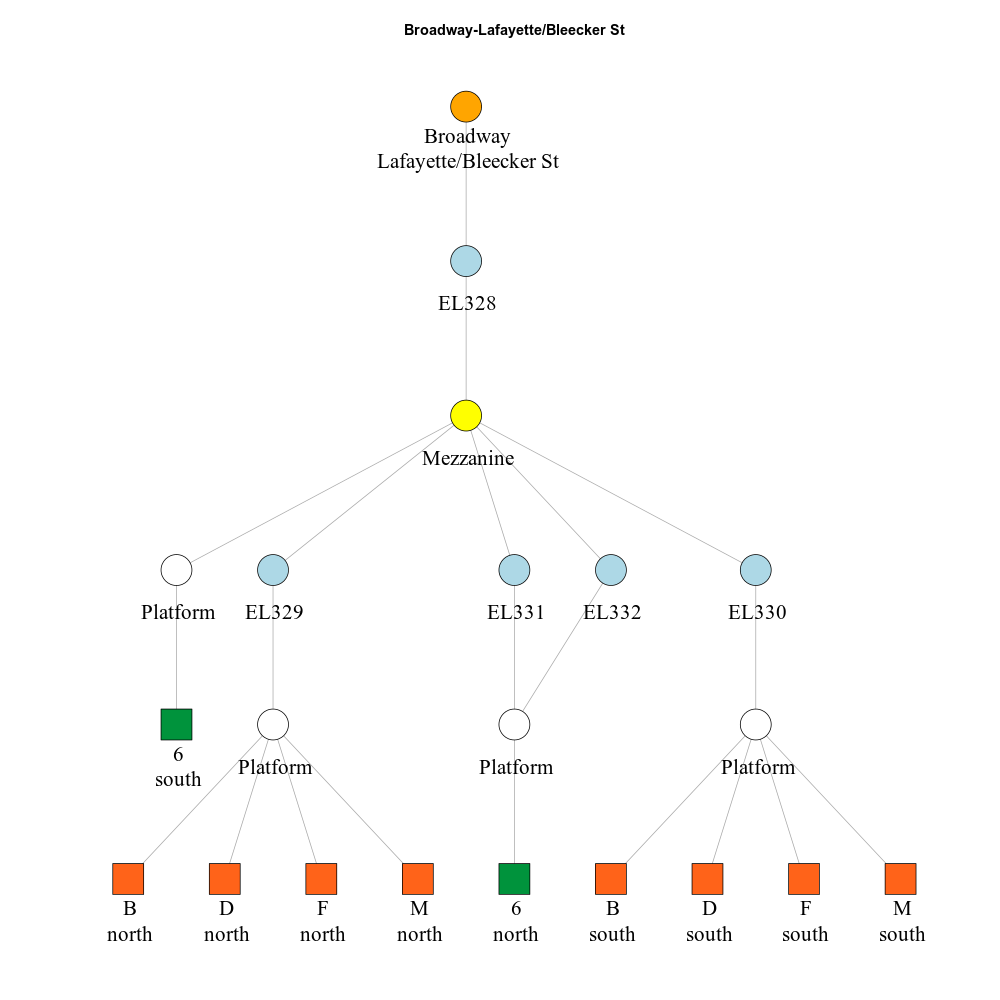 Broadway-Lafayette/Bleecker St
Broadway
Lafayette/Bleecker St
EL328
Mezzanine
Platform
EL329
EL331
EL332
EL330
6
south
Platform
Platform
Platform
B
north
D
north
F
north
M
north
6
north
B
south
D
south
F
south
M
south